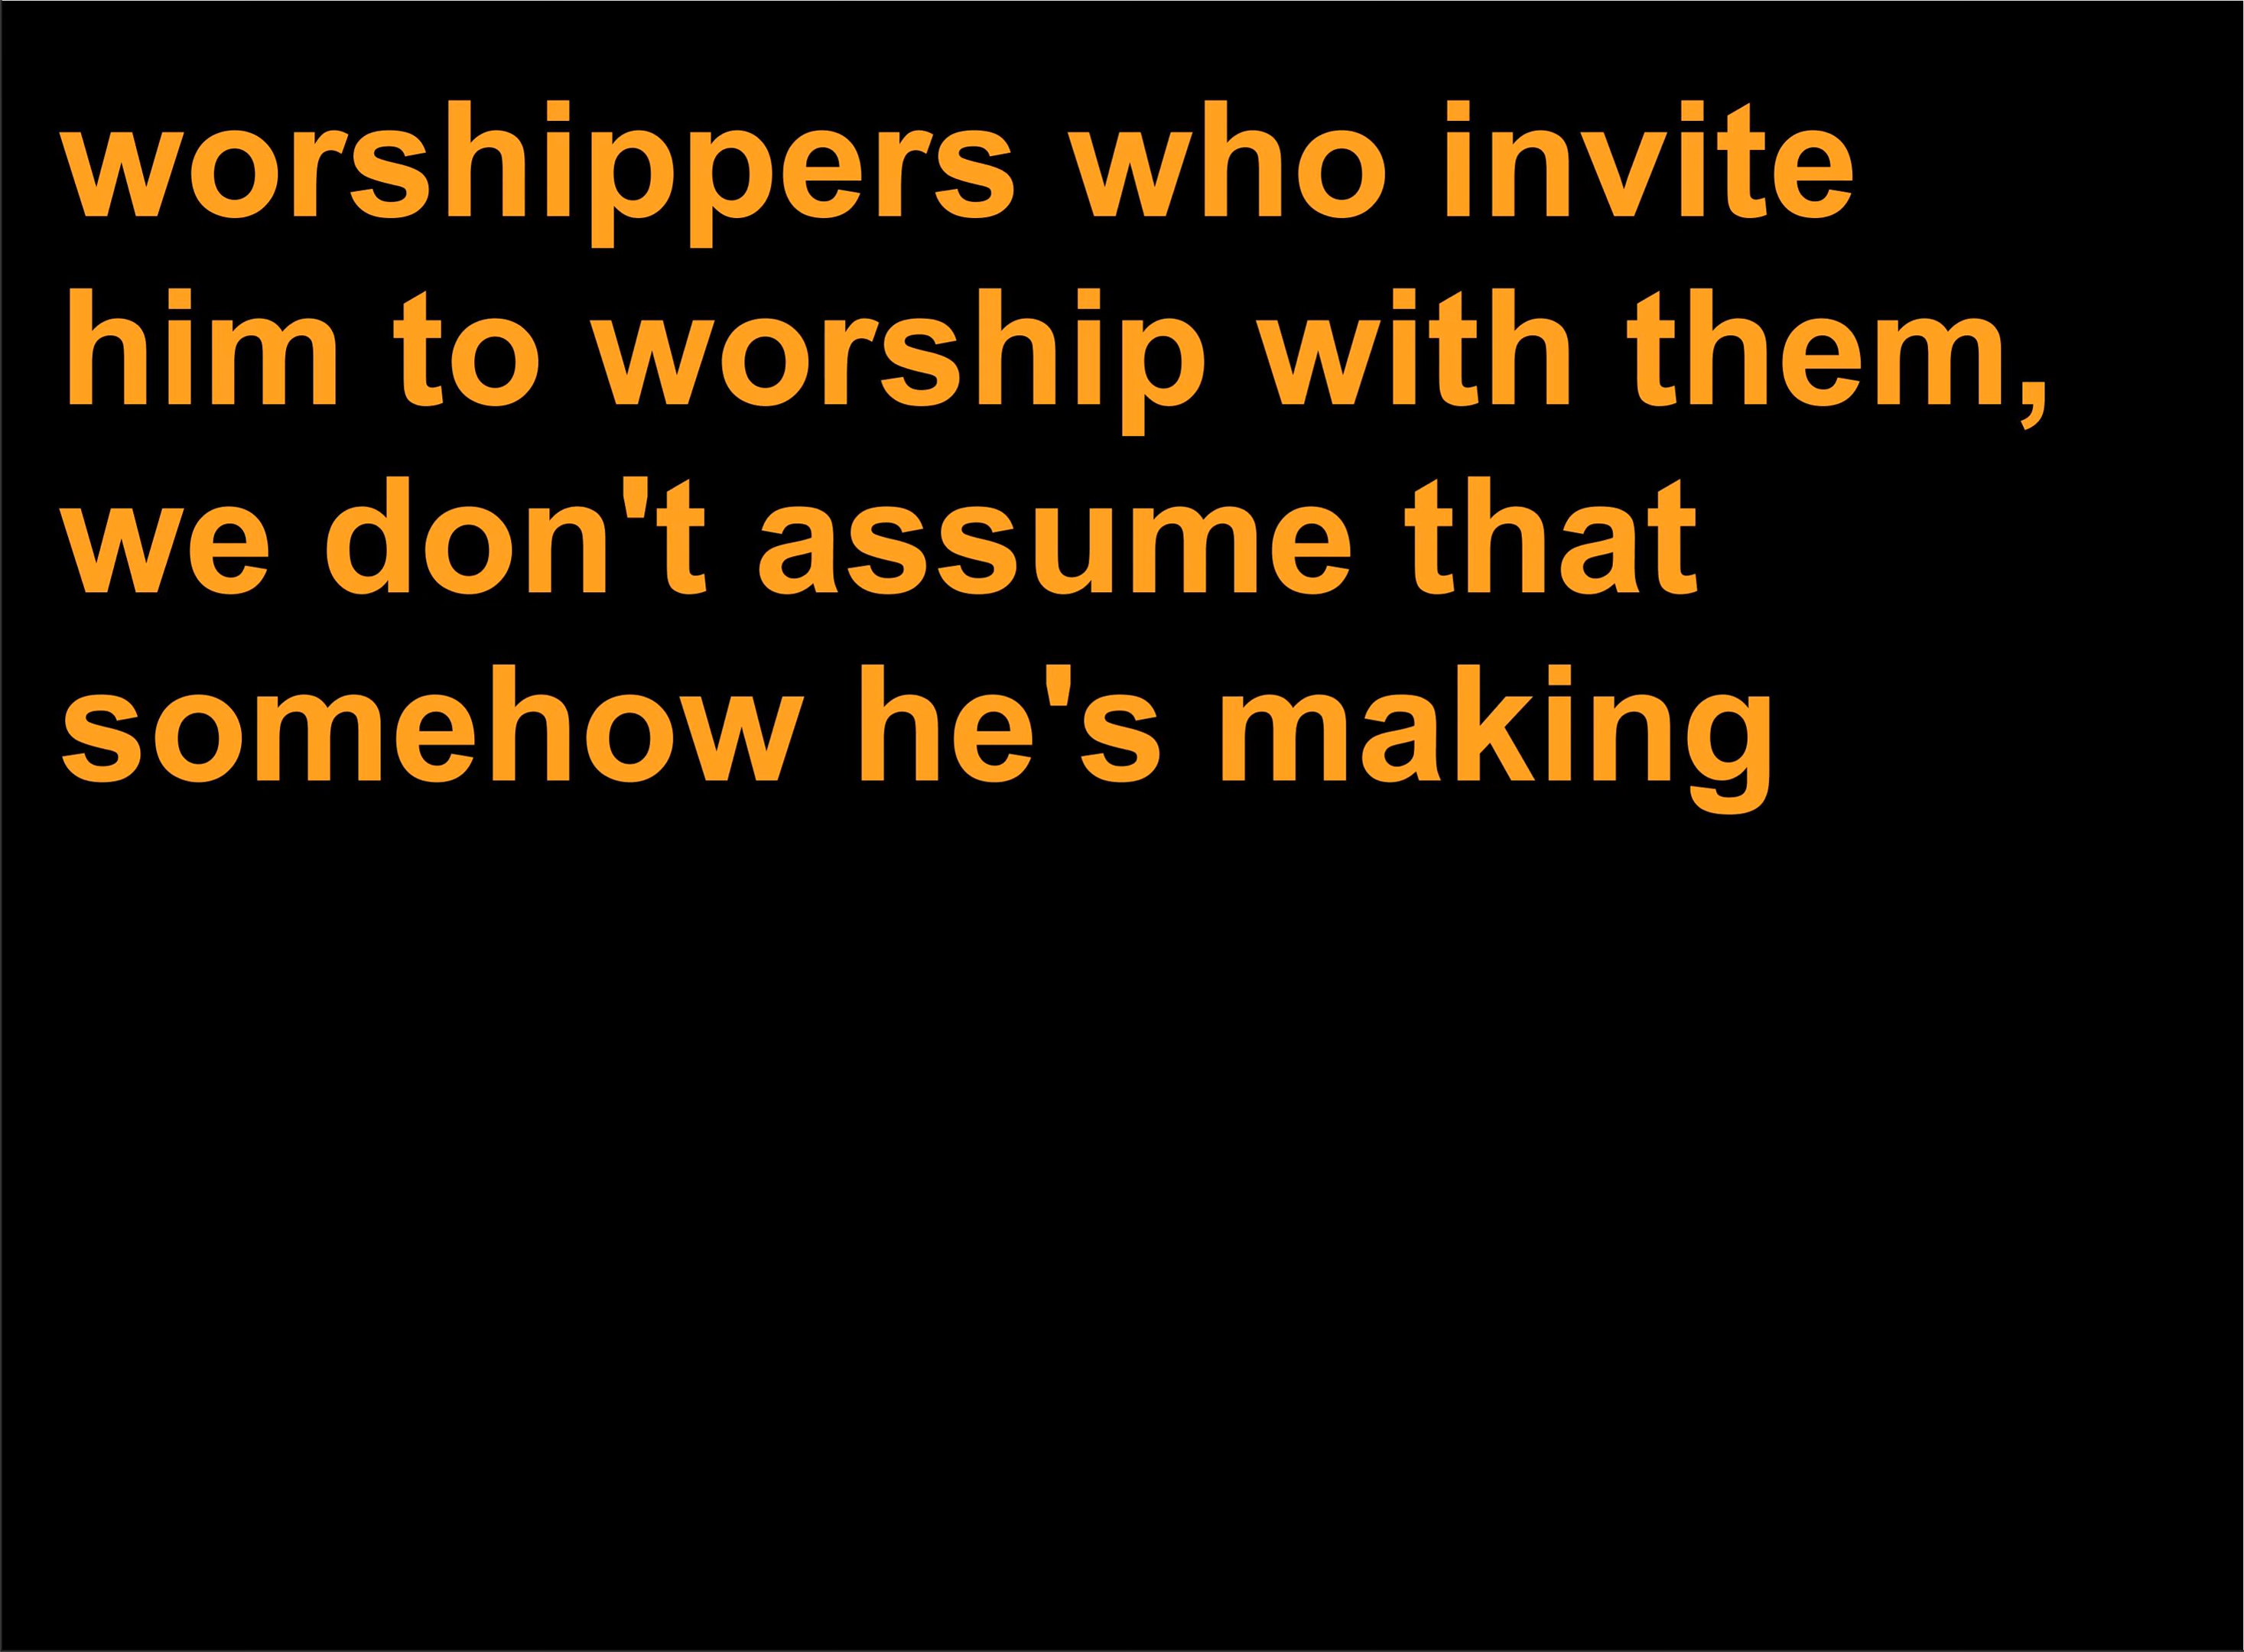 worshippers who invite
him to worship with them,
we don't assume that
somehow he's making